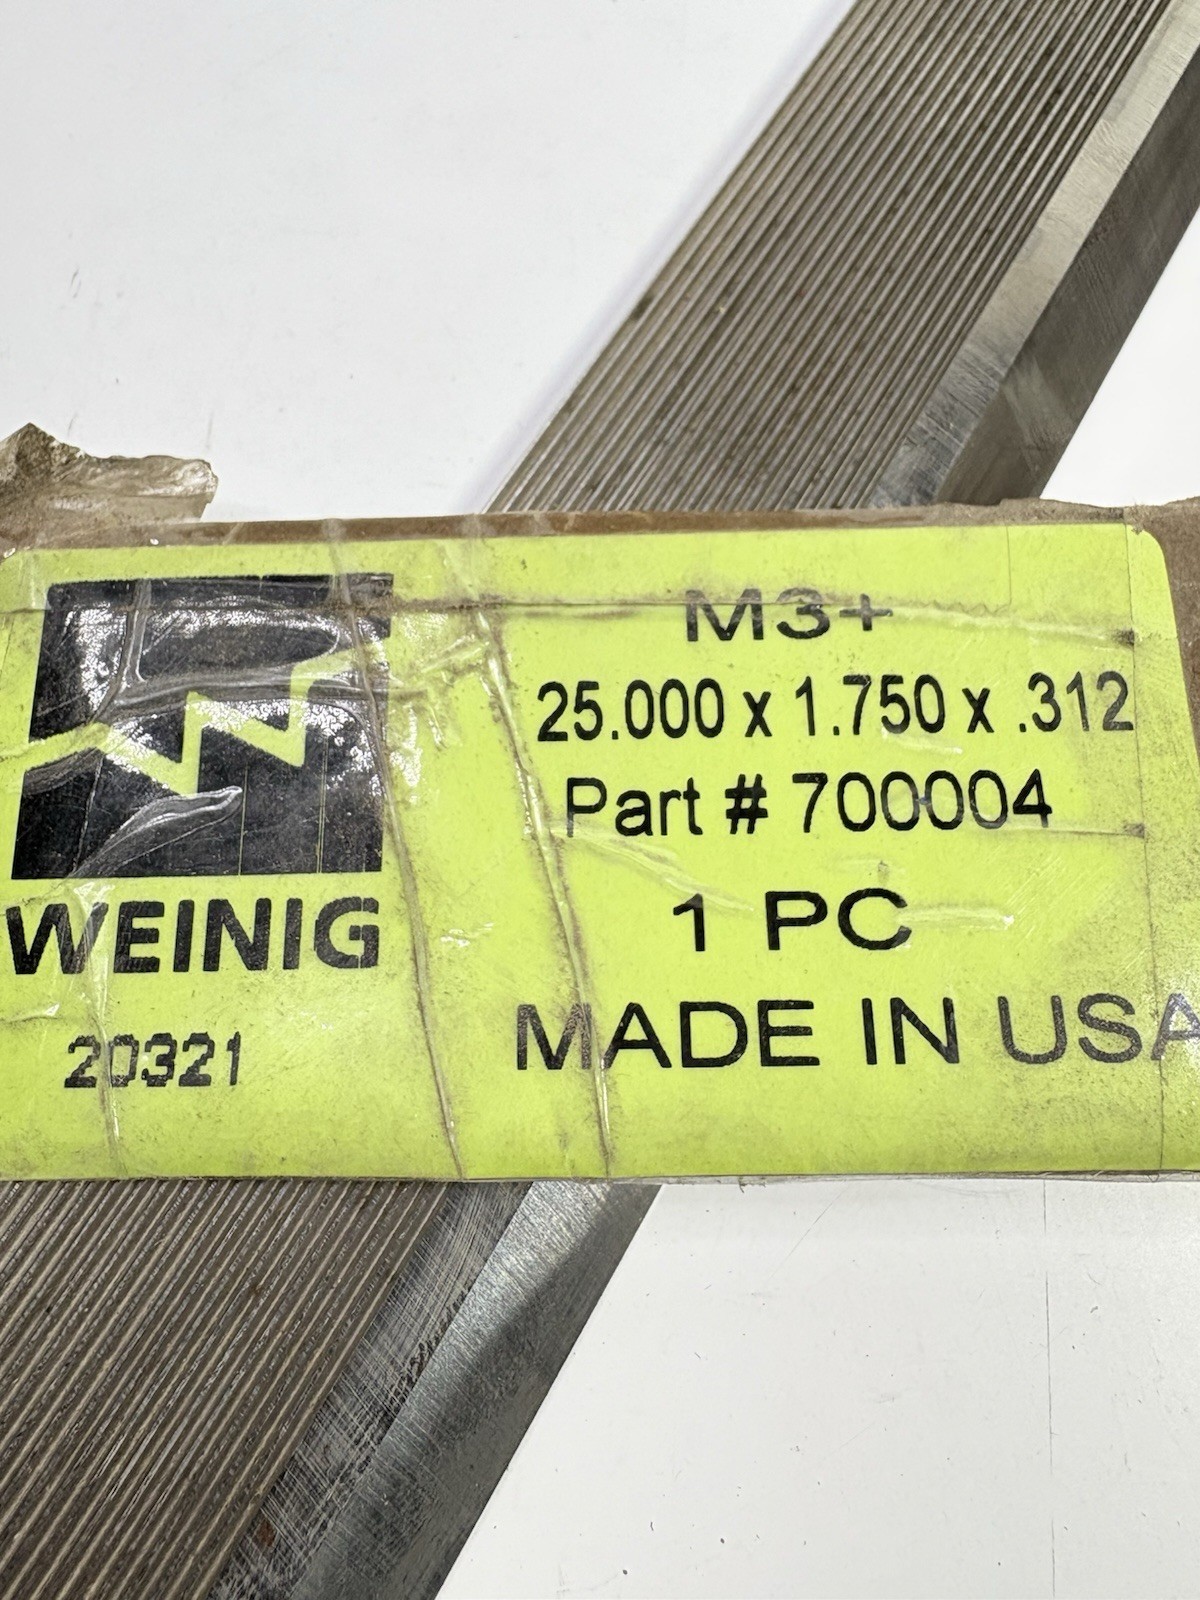 M3+
25.000 x 1.750 x .312
Part # 700004
1 PC
MADE IN USA
WEINIG
20321